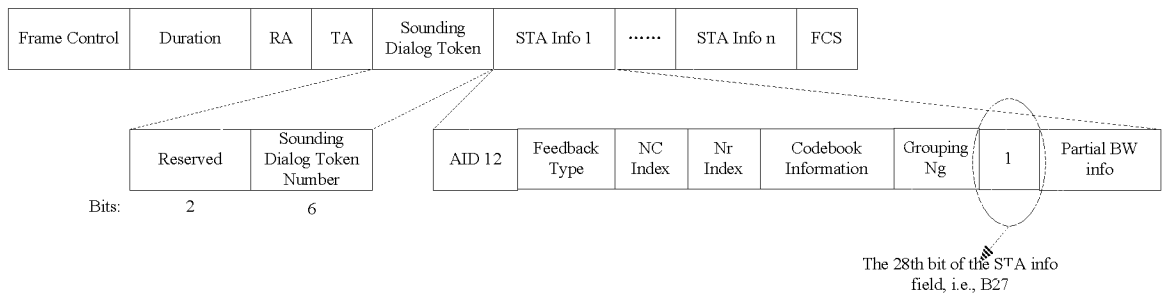 Frame Control
Duration
RA
TA
Sounding
Dialog Token
STA Info 1
······
STA Info n
FCS
Reserved
Sounding
Dialog Token
Number
AID 12
Feedback
Type
NC
Index
Nr
Index
Codebook
Information
Grouping
Ng
1
Partial BW
info
Bits:
2
6
The 28th bit of the STA info
field, i.e., B27